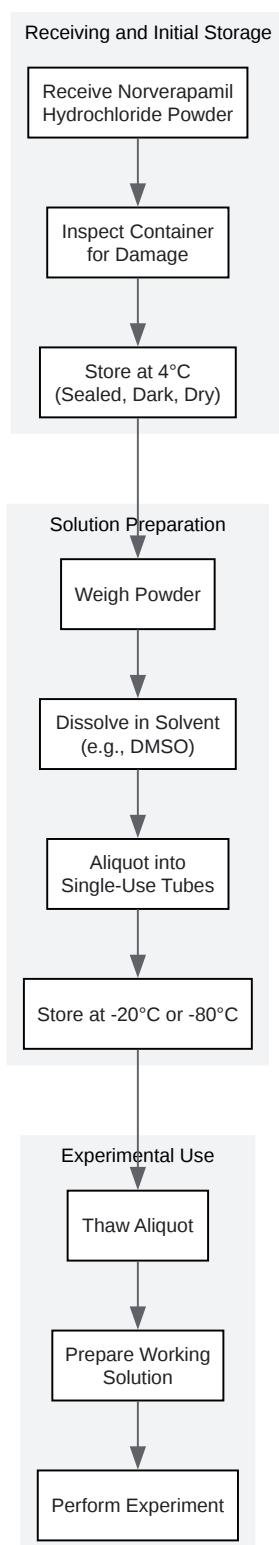 Receiving and Initial Storage
Receive Norverapamil
Hydrochloride Powder
Inspect Container
for Damage
Store at 4°C
(Sealed, Dark, Dry)
Solution Preparation
Weigh Powder
Dissolve in Solvent
(e.g., DMSO)
Aliquot into
Single-Use Tubes
Store at -20°C or -80°C
Experimental Use
Thaw Aliquot
Prepare Working
Solution
Perform Experiment